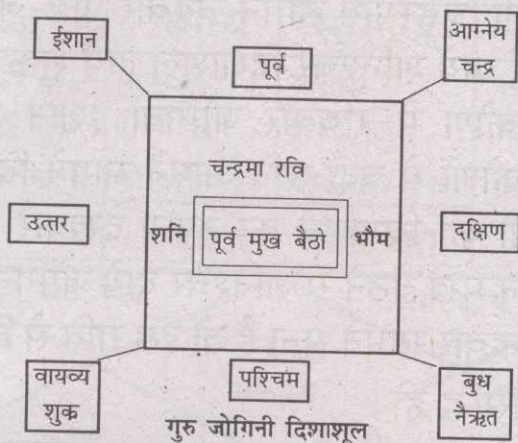 ईशान
पूर्व
आग्नेय
चन्द्र
चन्द्रमा रवि
उत्तर
शनि
पूर्व मुख बैठो
भौम
दक्षिण
वायव्य
शुक्र
पश्चिम
बुध
नैऋत
गुरु जोगिनी दिशाशूल